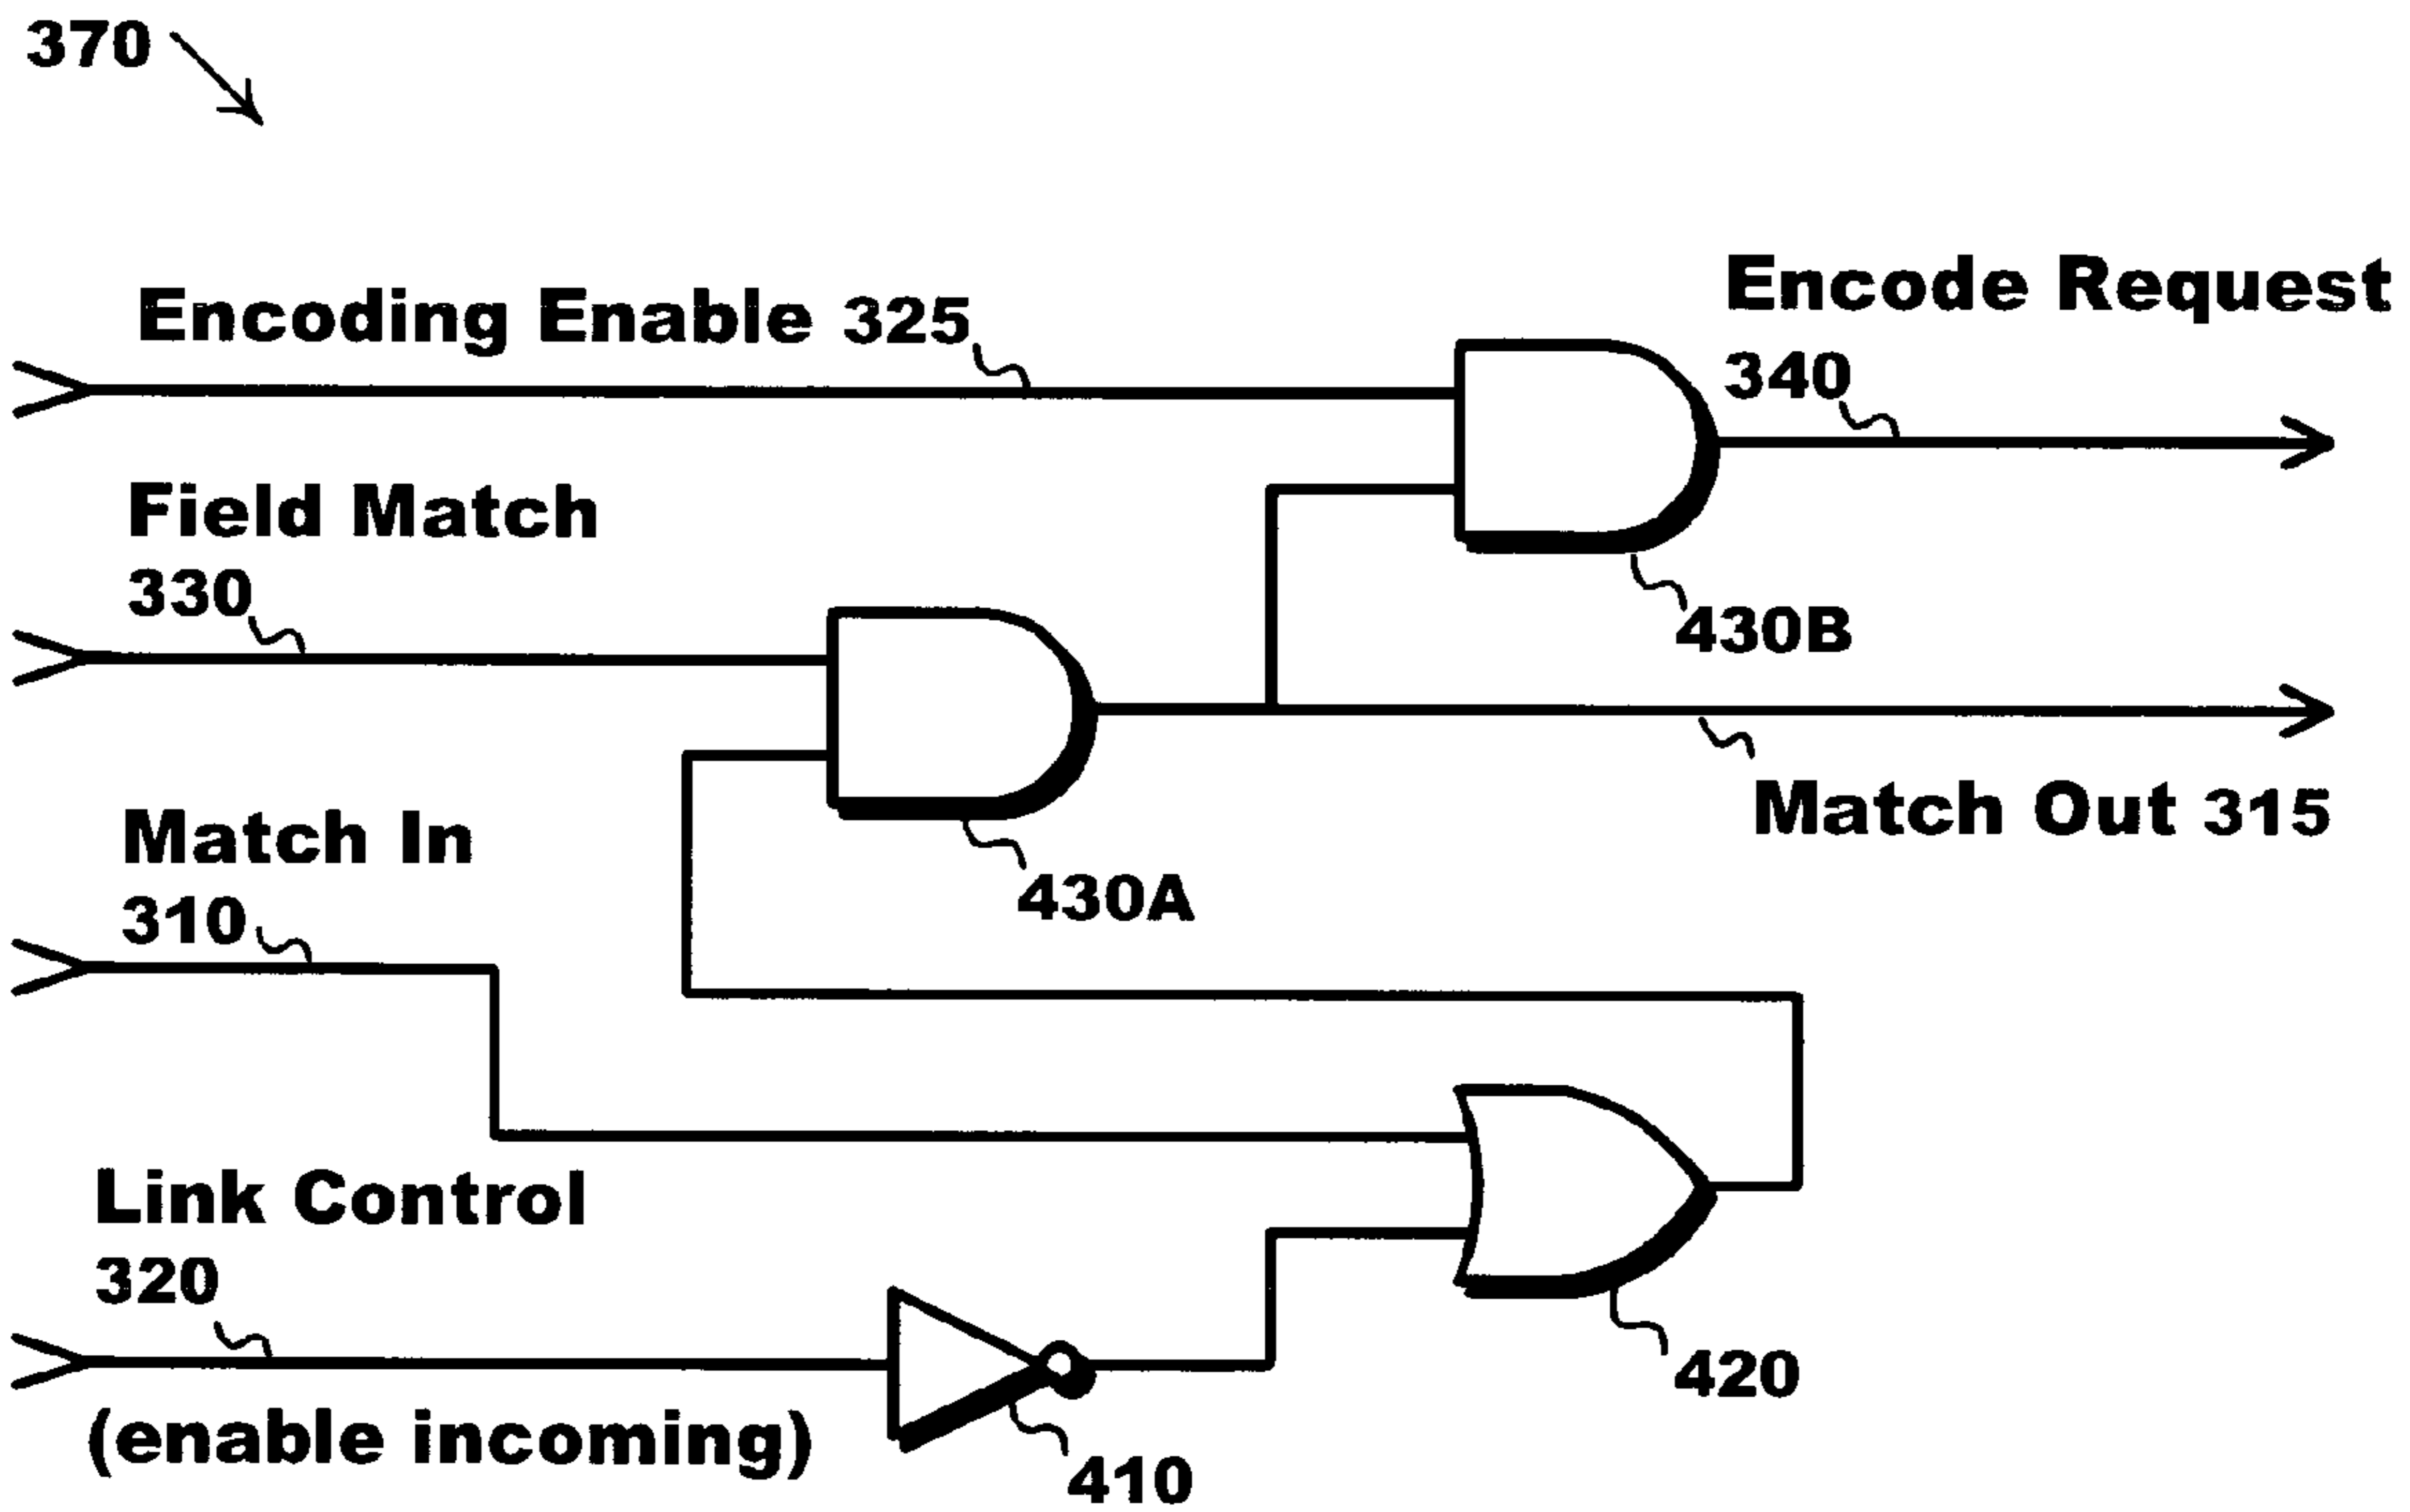 370
Encode Request
340
Encoding Enable 325
Field Match
330
430B
Match Out 315
Match In
310
430A
Link Control
320
(enable incoming)
420
410